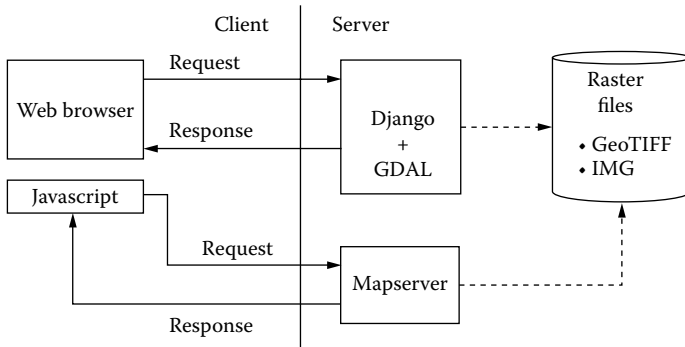 Client
Server
Request
Web browser
Response
Django
+
GDAL
Raster
files
• GeoTIFF
• IMG
Javascript
Request
Mapserver
Response